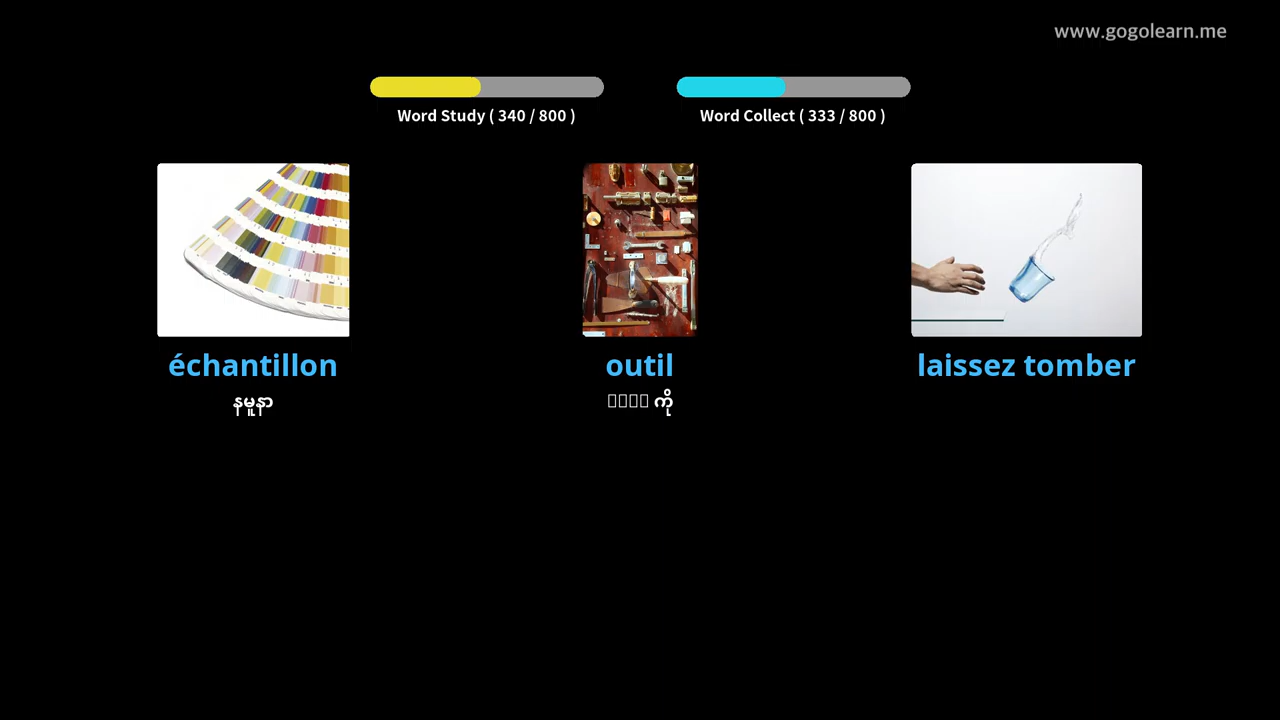 www.gogolearn.me
Word Study ( 340 / 800 )
Word Collect ( 333 / 800 )
échantillon
outil
laissez tomber
နမူနာ
ကို